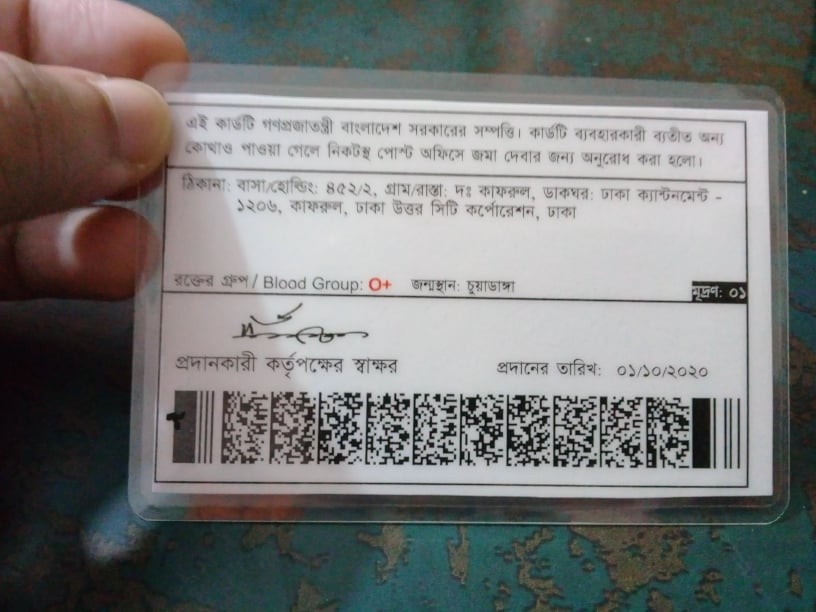 এই কার্ডটি গণপ্রজাতন্ত্রী বাংলাদেশ সরকারের সম্পত্তি। কার্ডটি ব্যবহারকারী ব্যতীত অন্য
কোথাও পাওয়া গেলে নিকটস্থ পোস্ট অফিসে জমা দেবার জন্য অনুরোধ করা হলো।
ঠিকানা: বাসা/হোল্ডিং: ৪৫২/২, গ্রাম/রাস্তা: দঃ কাফরুল, ডাকঘর: ঢাকা ক্যান্টনমেন্ট -
১২০৬, কাফরুল, ঢাকা উত্তর সিটি কর্পোরেশন, ঢাকা
রক্তের গ্রুপ / Blood Group: O+ জন্মস্থান: চুয়াডাঙ্গা মুদ্রণ: ০১
প্রদানকারী কর্তৃপক্ষের স্বাক্ষর প্রদানের তারিখ: ০১/১০/২০২০